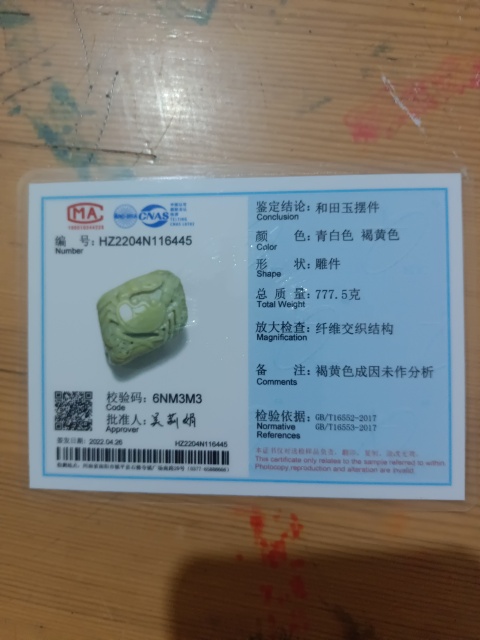 MA
CNAS
编 号: HZ2204N116445
Number
校验码: 6NM3M3
Code
批准人:
Approver
签发日期: 2022.04.26 HZ2204N116445
鉴定结论: 和田玉摆件
Conclusion
颜 色: 青白色 褐黄色
Color
形 状: 雕件
Shape
总 质 量: 777.5克
Total Weight
放大检查: 纤维交织结构
Magnification
备 注: 褐黄色成因未作分析
Comments
检验依据: GB/T16552-2017
Normative GB/T16553-2017
References
This certificate only relates to the sample referred to within
Photocopy reproduction and alteration are invalid